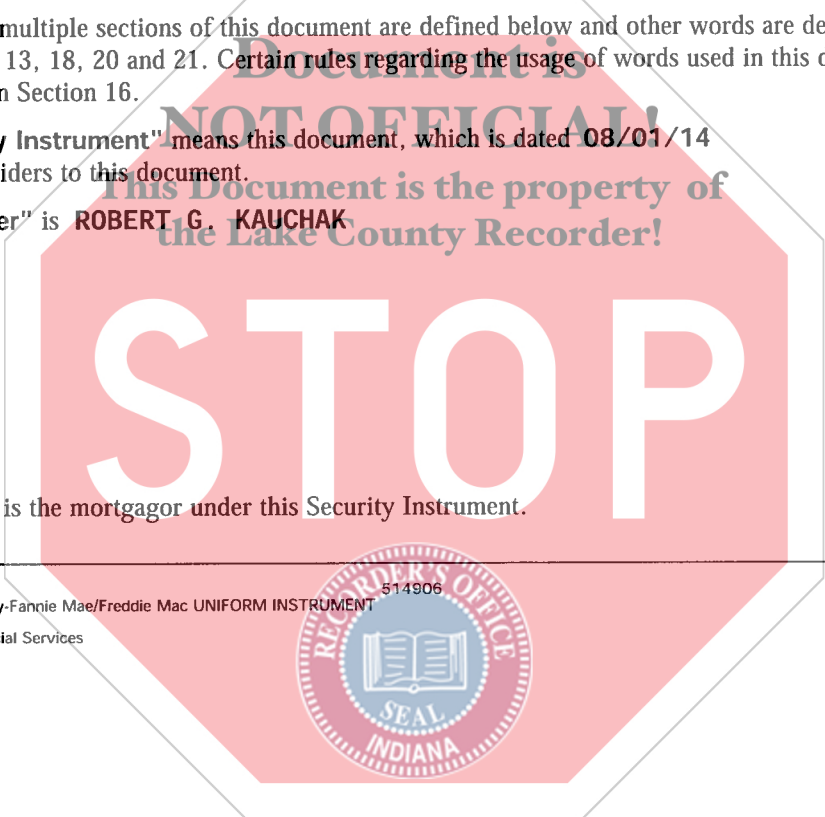 multiple sections of this document are defined below and other words are de
Document is
13, 18, 20 and 21. Certain rules regarding the usage of words used in this
n Section 16.
NOT OFFICIAL!
y Instrument" means this document, which is dated 08/01/14
iders to this document.
This Document is the property of
er" is ROBERT G. KAUCHAK
the Lake County Recorder!
STOP
is the mortgagor under this Security Instrument.
514906
y-Fannie Mae/Freddie Mac UNIFORM INSTRUMENT
ial Services
RECORDER'S OFFICE
SEAL
INDIANA